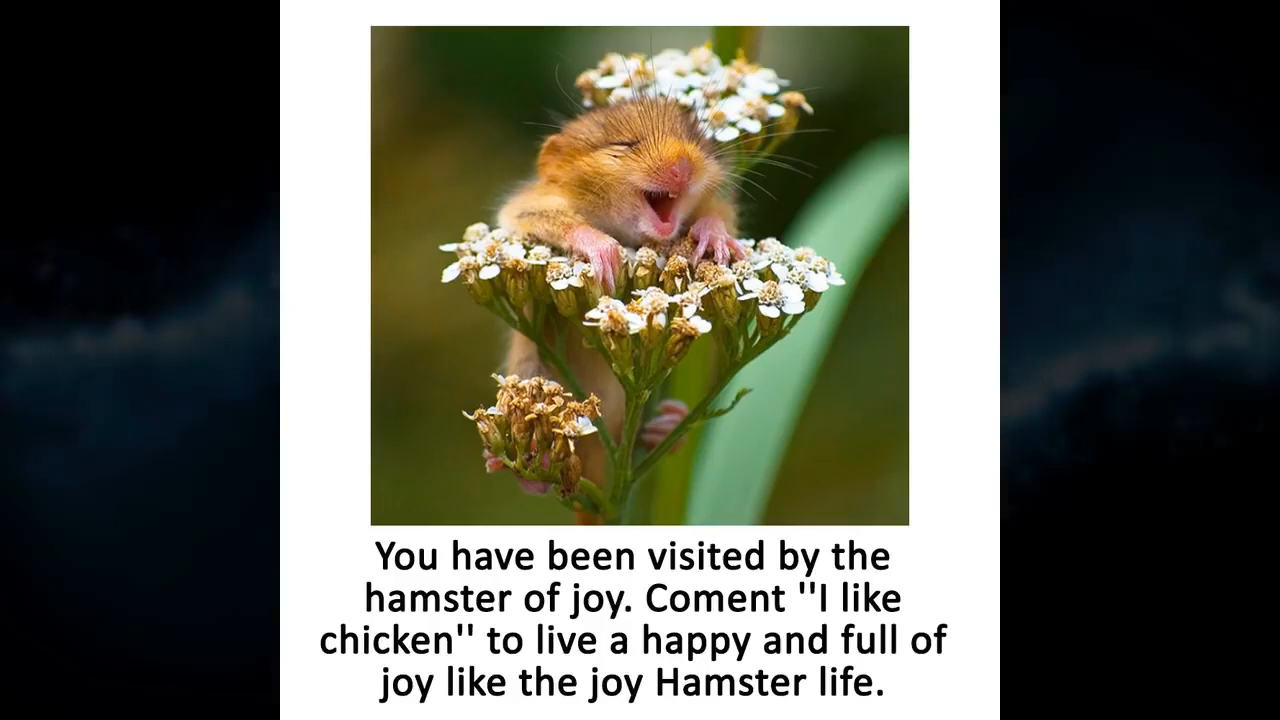 You have been visited by the
hamster of joy. Coment ''I like
chicken'' to live a happy and full of
joy like the joy Hamster life.